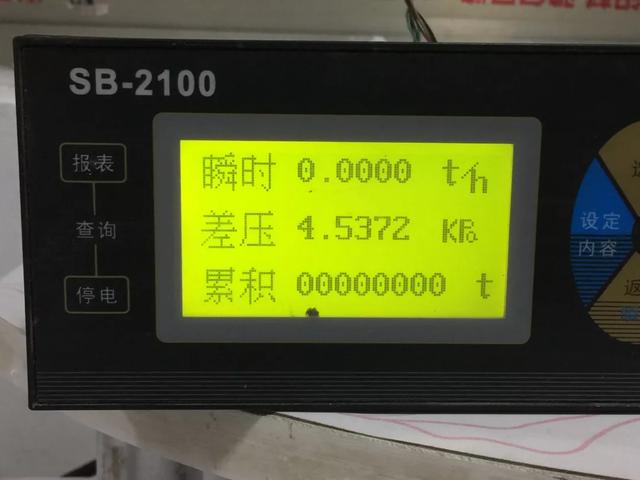 SB-2100
报表
查询
停电
瞬时 0.0000 t/h
差压 4.5372 KPa
累积 00000000 t
设定
内容
返